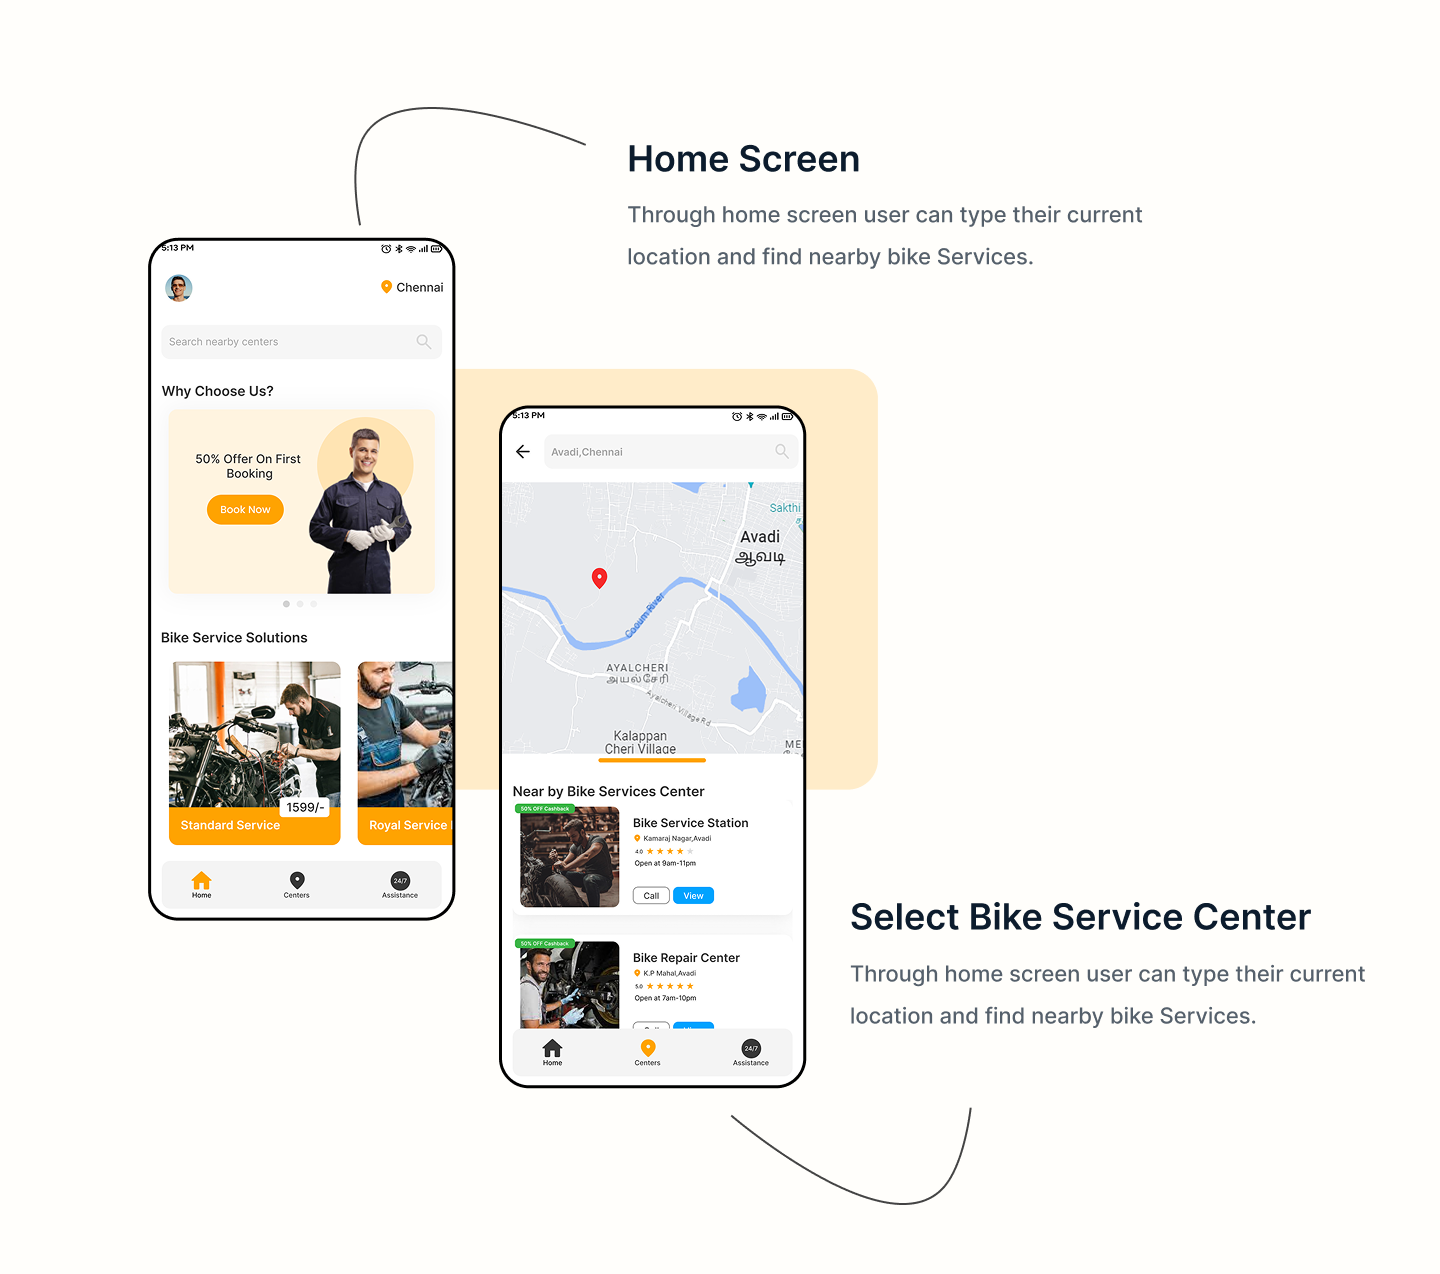 Home Screen
Through home screen user can type their current
location and find nearby bike Services.
5:13 PM
Chennai
Search nearby centers
Why Choose Us?
50% Offer On First
Booking
Book Now
Bike Service Solutions
1599/-
Standard Service
Royal Service
Home
Centers
24/7
Assistance
5:13 PM
Avadi,Chennai
Sakthi
Avadi
ஆவடி
Cooum River
AYALCHERI
அயல்சேரி
Ayalcheri Village Rd
Kalappan
Cheri Village
ME
Near by Bike Services Center
50% OFF Cashback
Bike Service Station
Kamaraj Nagar,Avadi
4.0
Open at 9am-11pm
Call
View
50% OFF Cashback
Bike Repair Center
K.P Mahal,Avadi
5.0
Open at 7am-10pm
Home
Centers
24/7
Assistance
Select Bike Service Center
Through home screen user can type their current
location and find nearby bike Services.